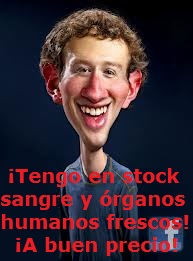 ¡Tengo en stock
sangre y órganos
humanos frescos!
¡A buen precio!